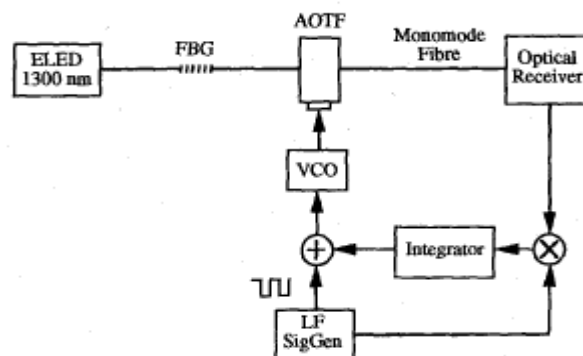 AOTF
FBG
Monomode
Fibre
ELED
1300 nm
Optical
Receiver
VCO
Integrator
LF
SigGen